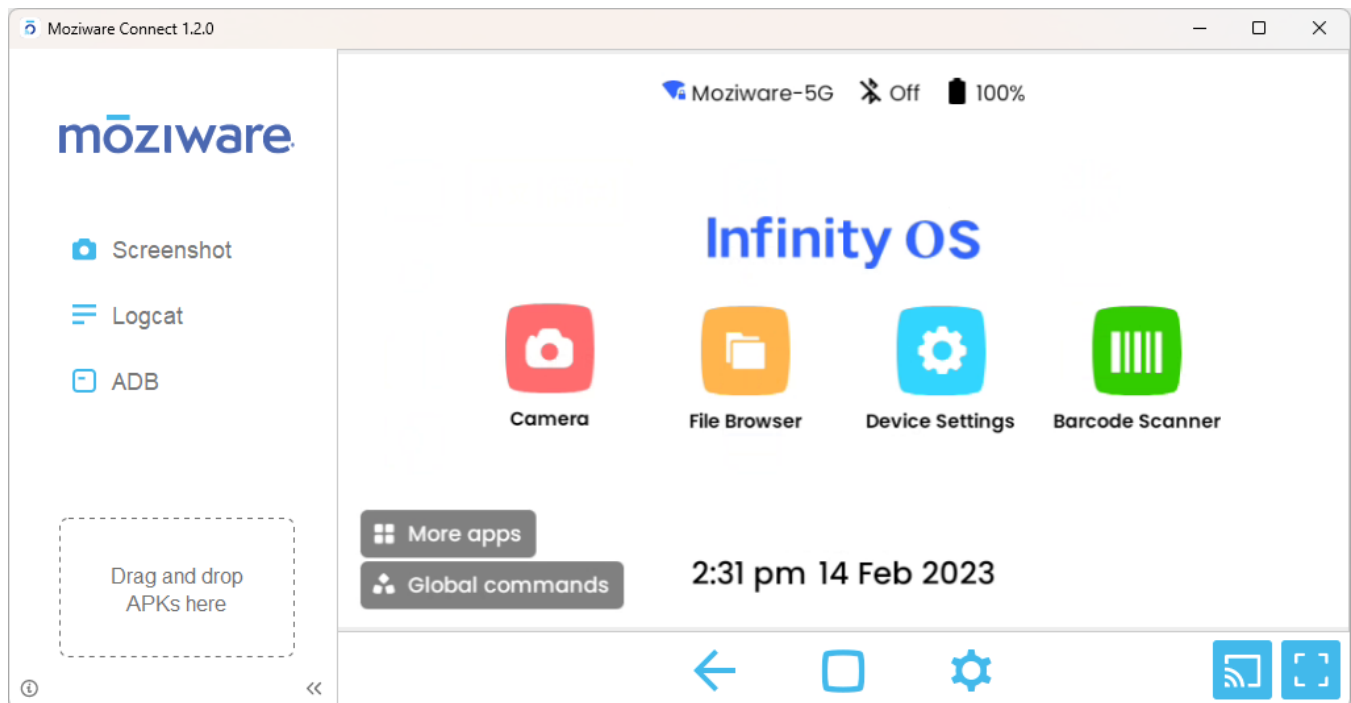 Moziware Connect 1.2.0
Moziware-5G Off 100%
mōzıware
Screenshot
Logcat
ADB
Drag and drop
APKs here
Infinity OS
Camera
File Browser
Device Settings
Barcode Scanner
More apps
Global commands
2:31 pm 14 Feb 2023